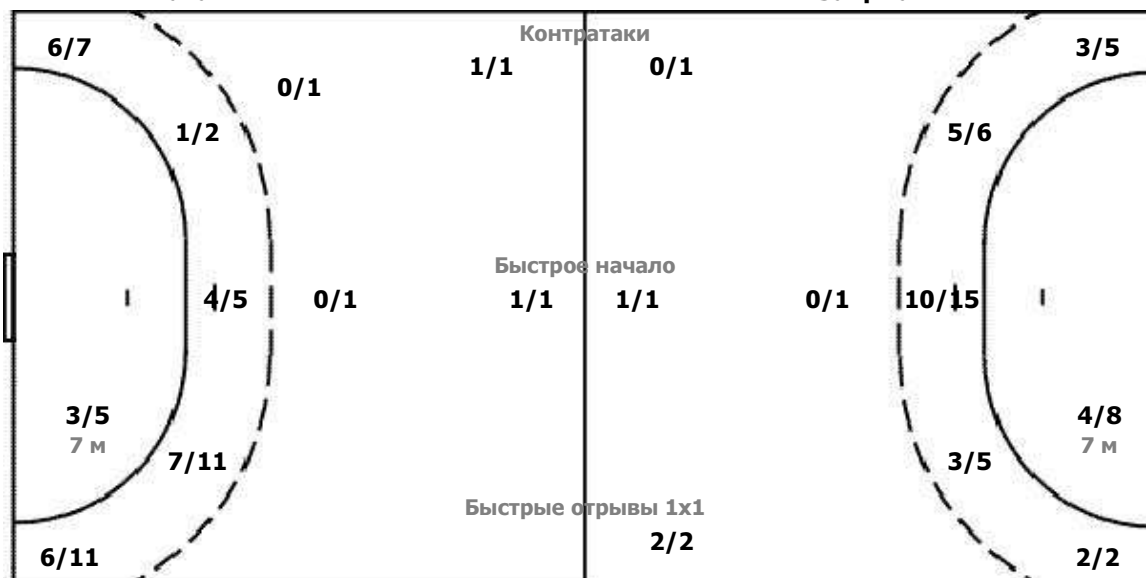 Контратаки
6/7 3/5
1/1 0/1
0/1
1/2 5/6
Быстрое начало
4/5 0/1 1/1 1/1 0/1 10/15
3/5 4/8
7 м 7 м
7/11 3/5
Быстрые отрывы 1x1
2/2
6/11 2/2